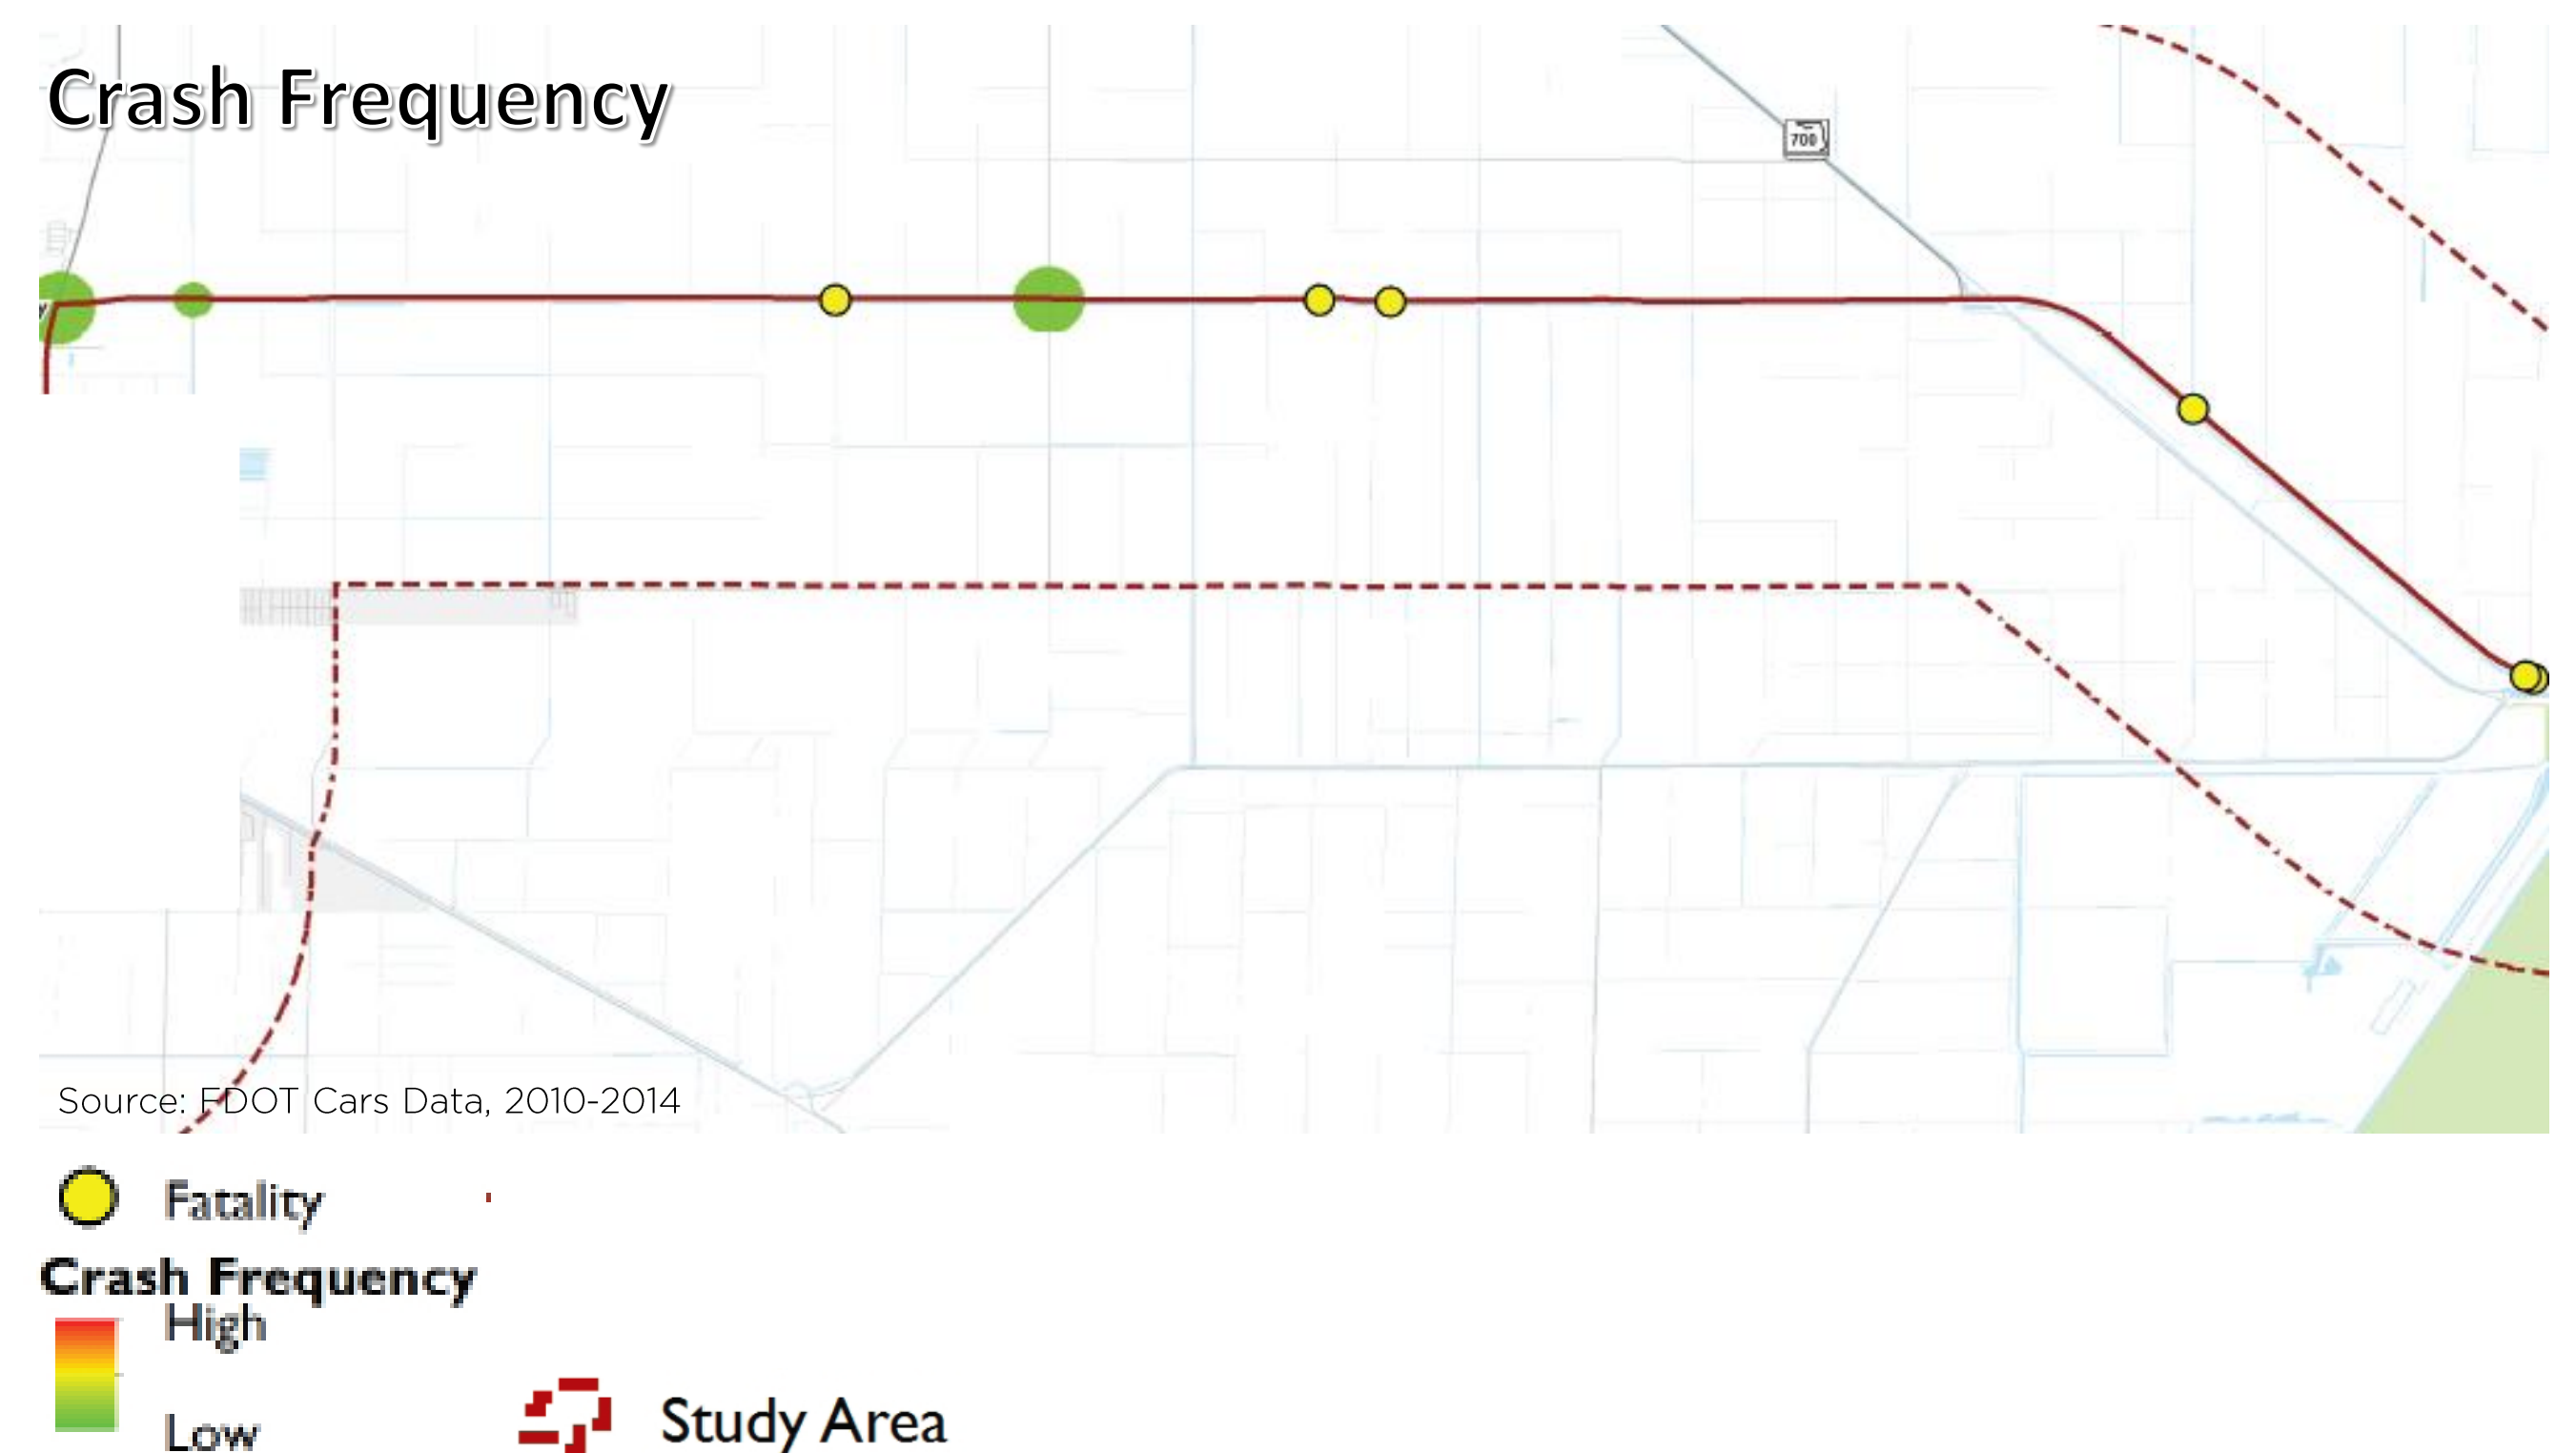 Crash Frequency
700
Source: FDOT Cars Data, 2010-2014
Fatality
Crash Frequency
High
Low
Study Area